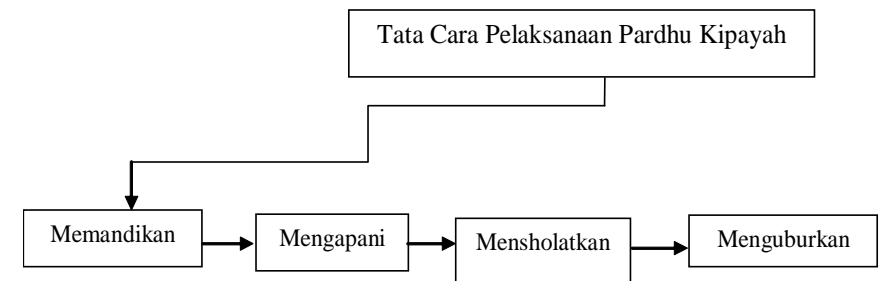 Tata Cara Pelaksanaan Pardhu Kipayah
Memandikan
Mengapani
Mensholatkan
Menguburkan